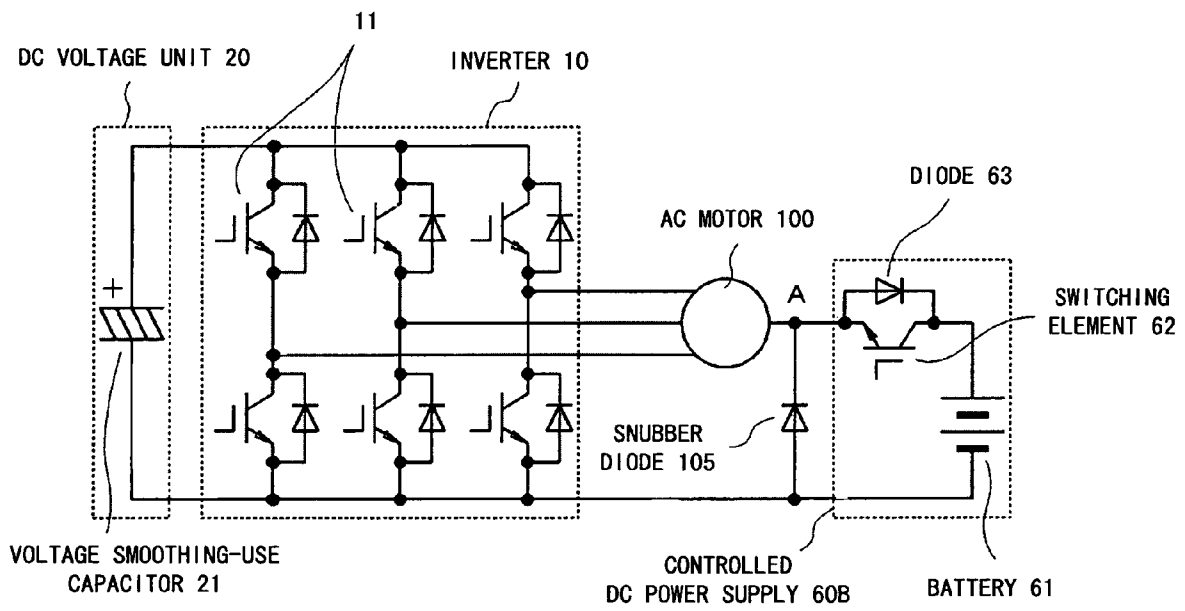 11
DC VOLTAGE UNIT 20
INVERTER 10
DIODE 63
AC MOTOR 100
A
SWITCHING
ELEMENT 62
+
SNUBBER
DIODE 105
VOLTAGE SMOOTHING-USE
CAPACITOR 21
CONTROLLED
DC POWER SUPPLY 60B
BATTERY 61